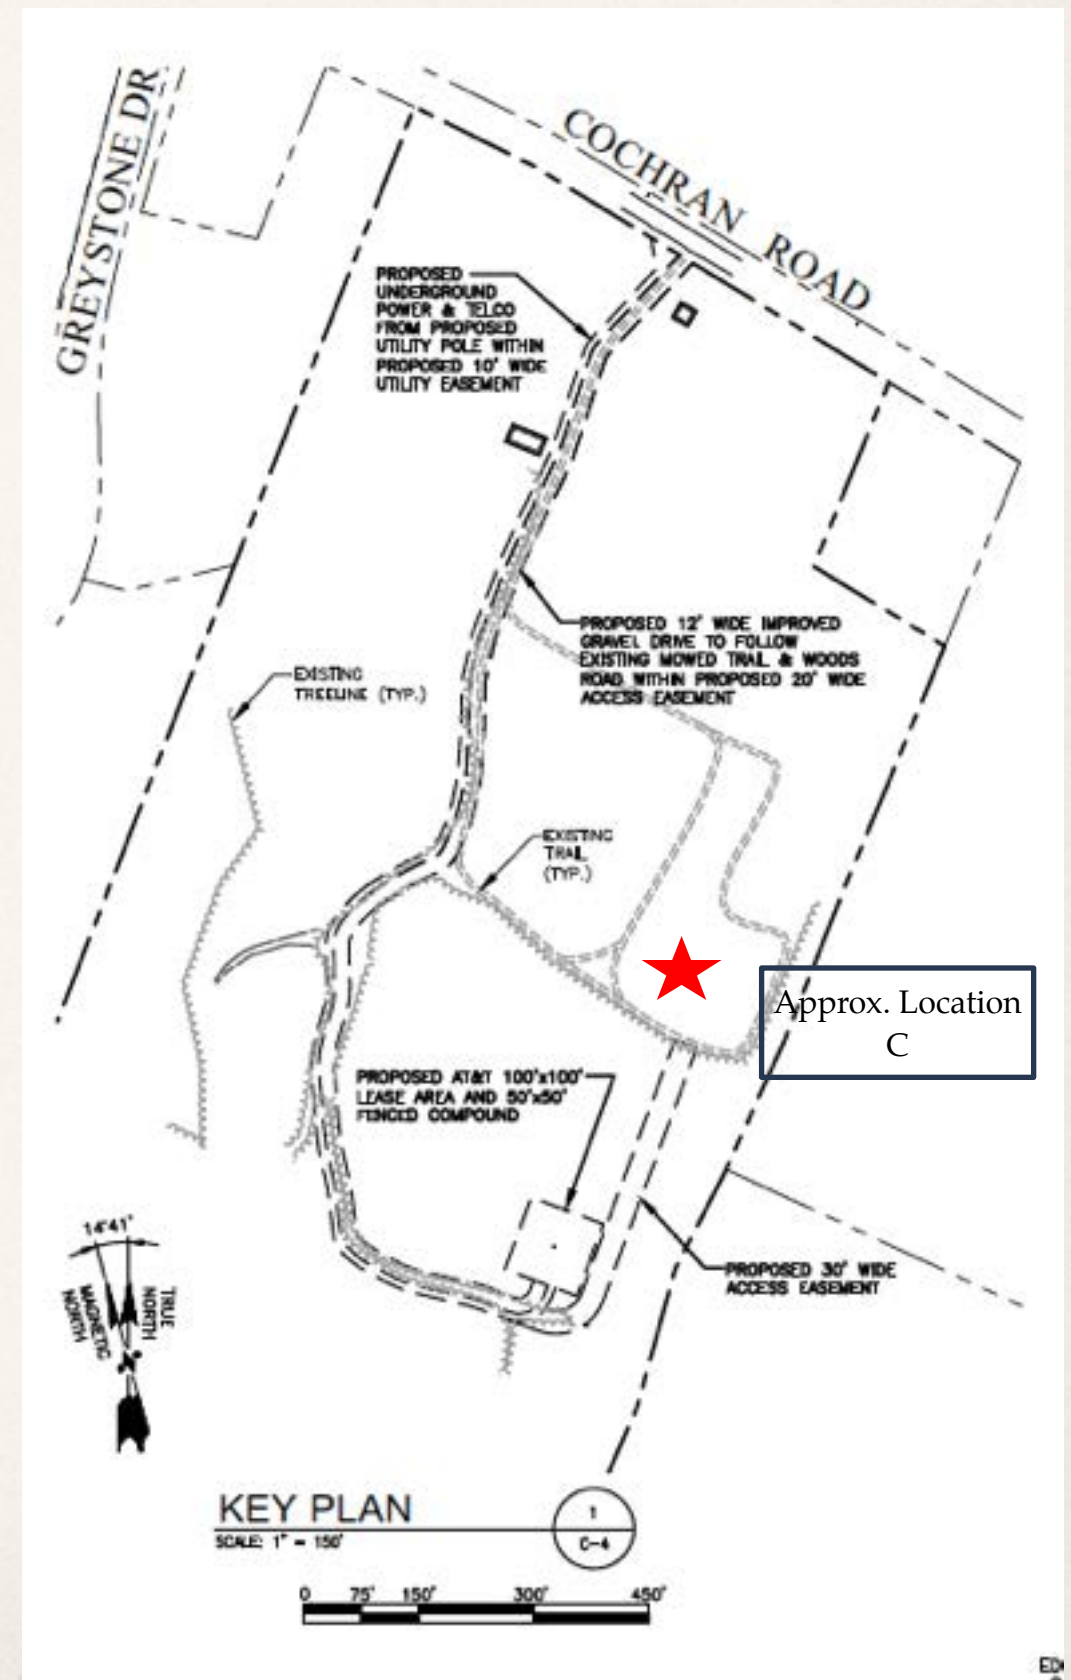 GREYSTONE DR
COCHRAN ROAD
PROPOSED
UNDERGROUND
POWER & TELCO
FROM PROPOSED
UTILITY POLE WITHIN
PROPOSED 10' WIDE
UTILITY EASEMENT
PROPOSED 12' WIDE IMPROVED
GRAVEL DRIVE TO FOLLOW
EXISTING MOWED TRAIL & WOODS
ROAD WITHIN PROPOSED 20' WIDE
ACCESS EASEMENT
EXISTING
TREELINE (TYP.)
EXISTING
TRAIL
(TYP.)
Approx. Location
C
PROPOSED AT&T 100'x100'
LEASE AREA AND 50'x50'
FENCED COMPOUND
PROPOSED 30' WIDE
ACCESS EASEMENT
14°41'
TRUE
NORTH
MAGNETIC
NORTH
N
KEY PLAN
SCALE: 1" = 150'
1
C-4
0 75' 150' 300' 450'